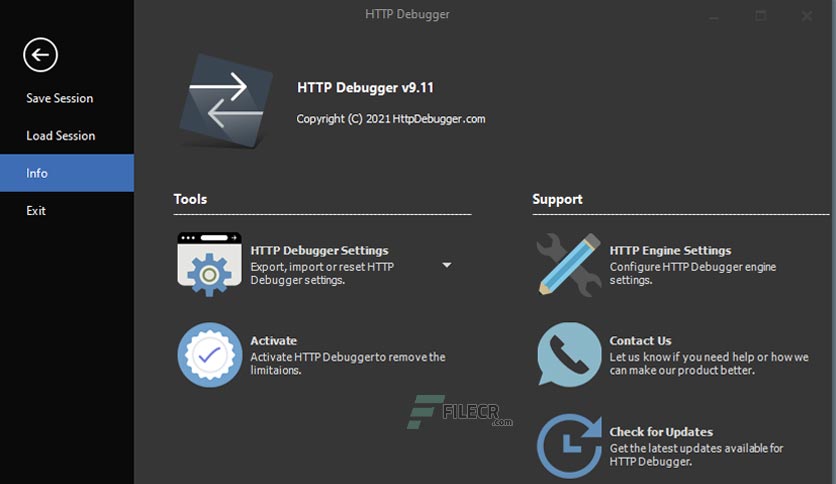 HTTP Debugger
Save Session
Load Session
Info
Exit
HTTP Debugger v9.11
Copyright (C) 2021 HttpDebugger.com
Tools
HTTP Debugger Settings
Export, import or reset HTTP
Debugger settings.
Activate
Activate HTTP Debugger to remove the
limitaions.
Support
HTTP Engine Settings
Configure HTTP Debugger engine
settings.
Contact Us
Let us know if you need help or how we
can make our product better.
Check for Updates
Get the latest updates available for
HTTP Debugger.
FILECR
.com